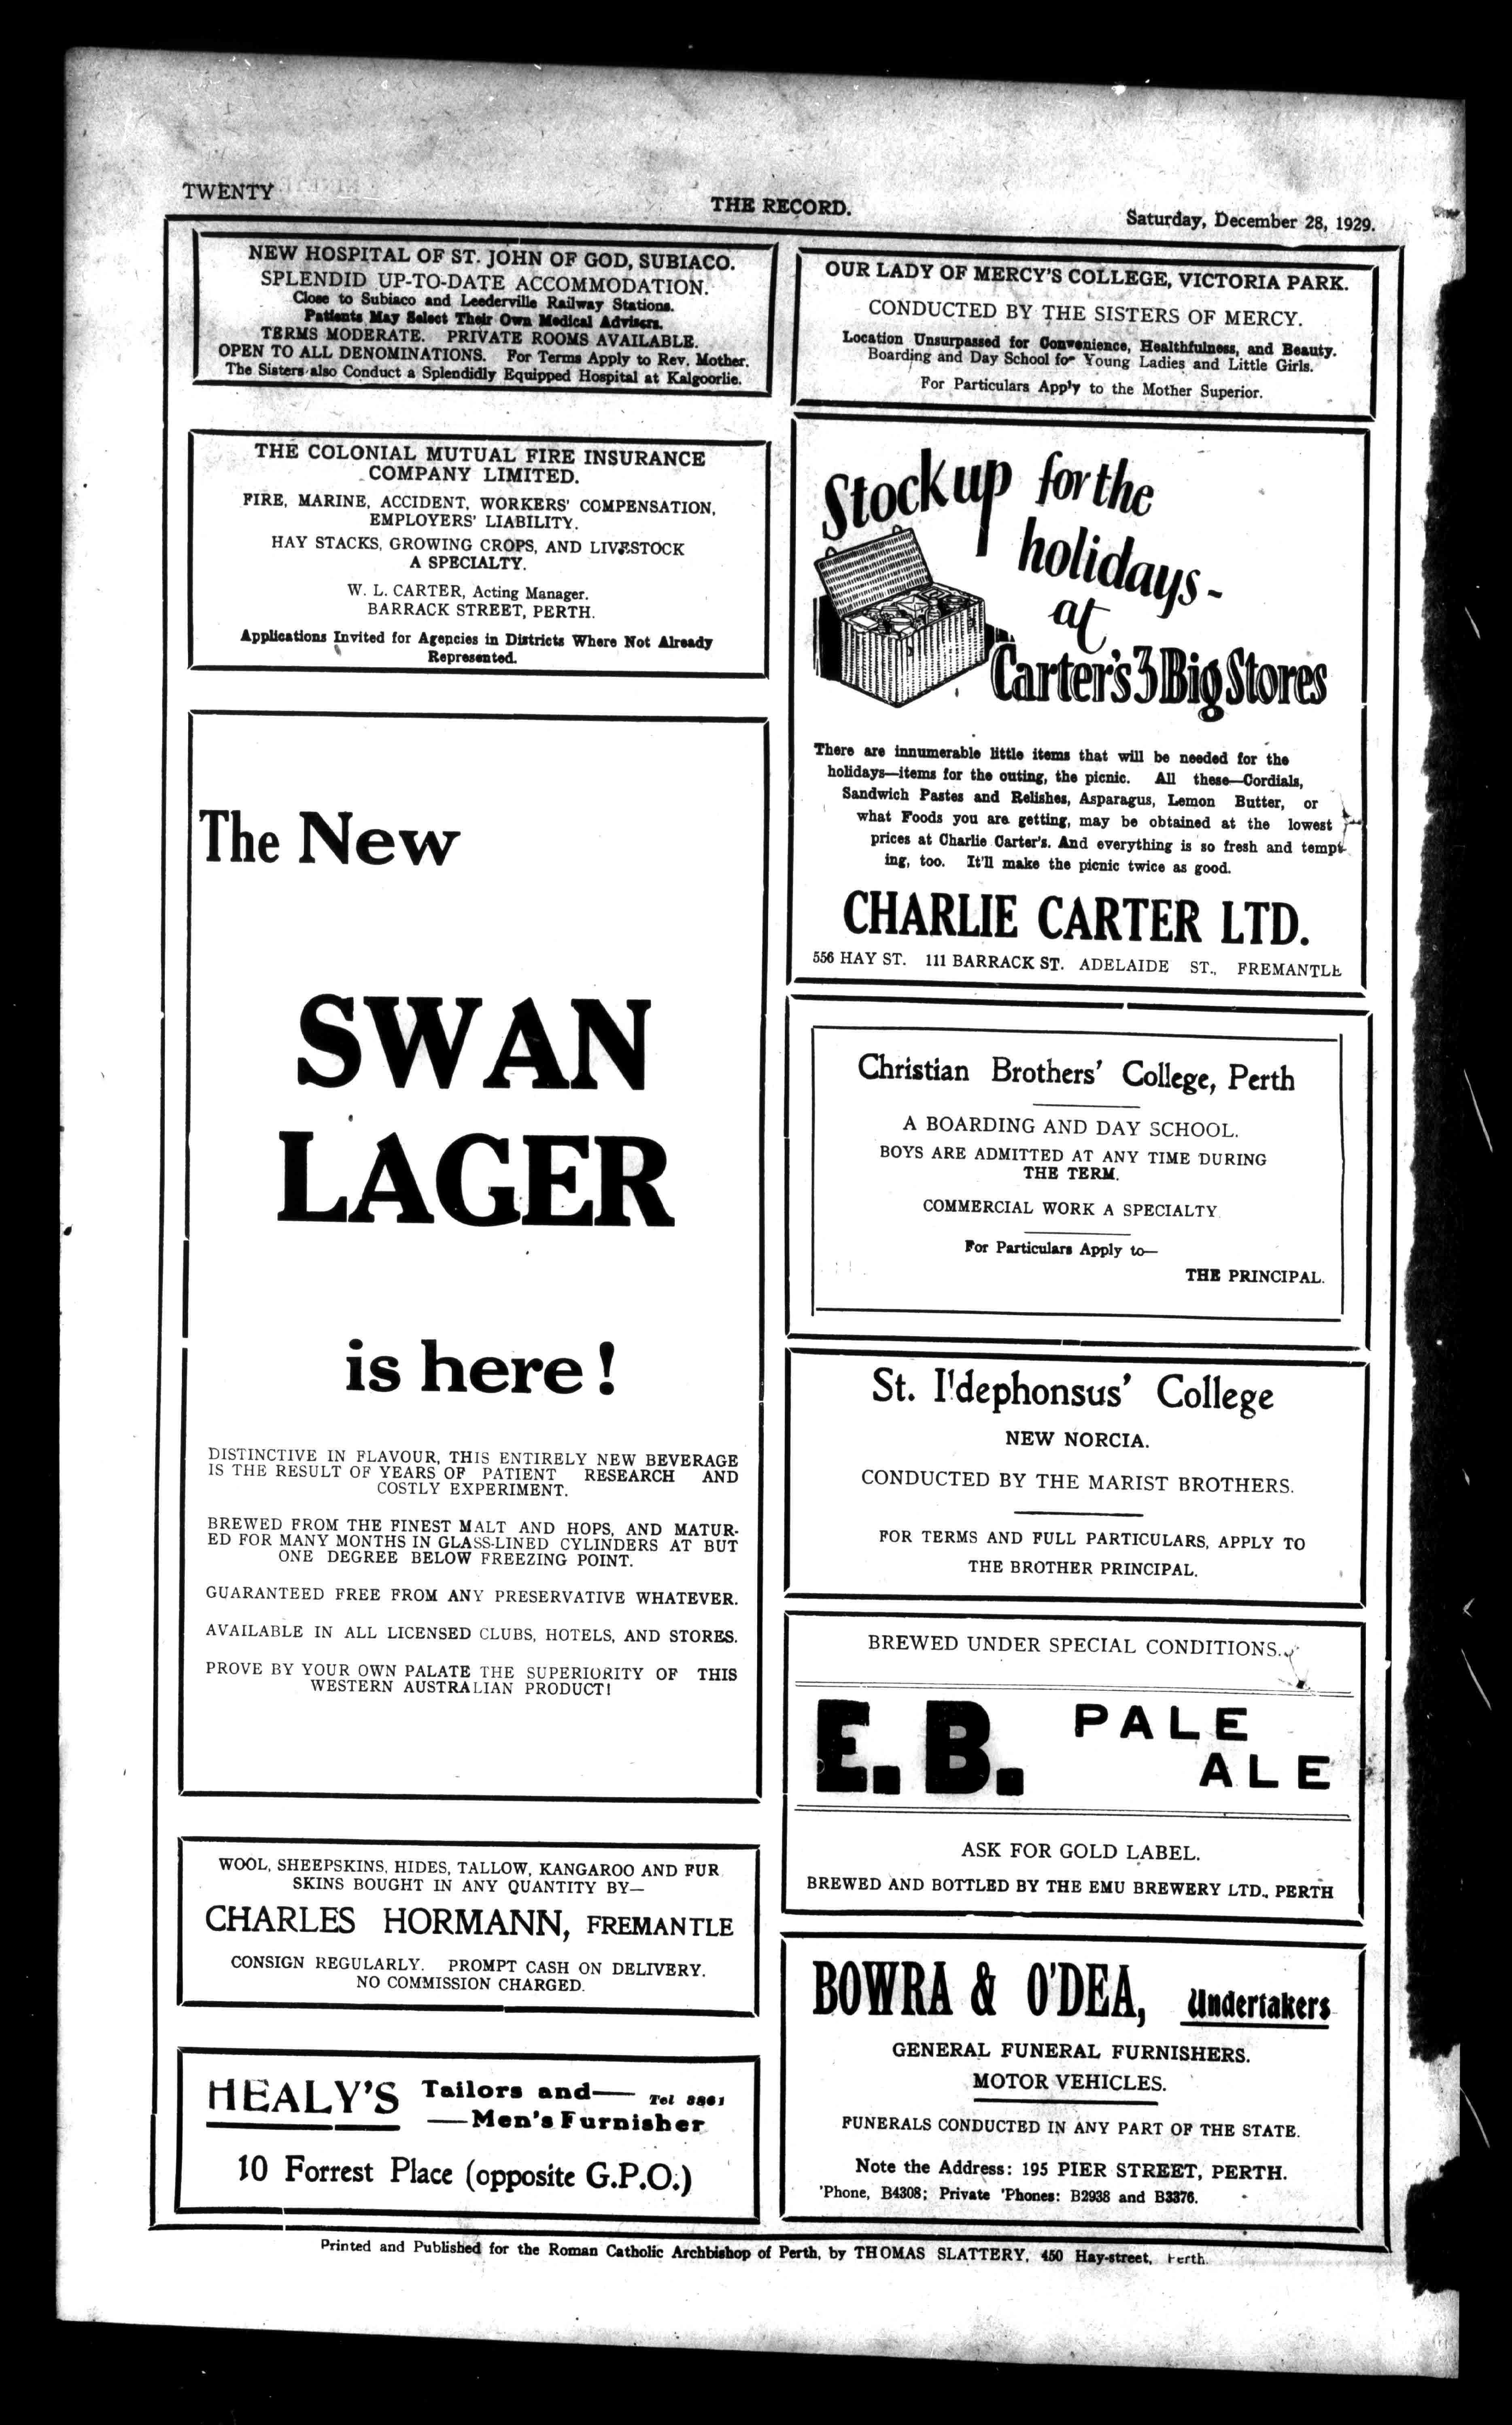 TWENTY
THE RECORD.
Saturday, December 28, 1929.
NEW HOSPITAL OF ST. JOHN OF GOD, SUBIACO.
SPLENDID UP-TO-DATE ACCOMMODATION.
Close to Subiaco and Leederville Railway Stations.
Patients May Select Their Own Medical Advisers.
TERMS MODERATE. PRIVATE ROOMS AVAILABLE.
OPEN TO ALL DENOMINATIONS. For Terms Apply to Rev. Mother.
The Sisters also Conduct a Splendidly Equipped Hospital at Kalgoorlie.
THE COLONIAL MUTUAL FIRE INSURANCE
COMPANY LIMITED.
FIRE, MARINE, ACCIDENT, WORKERS' COMPENSATION,
EMPLOYERS' LIABILITY.
HAY STACKS, GROWING CROPS, AND LIVESTOCK
A SPECIALTY.
W. L. CARTER, Acting Manager.
BARRACK STREET, PERTH.
Applications Invited for Agencies in Districts Where Not Already
Represented.
The New
SWAN
LAGER
is here!
DISTINCTIVE IN FLAVOUR, THIS ENTIRELY NEW BEVERAGE
IS THE RESULT OF YEARS OF PATIENT RESEARCH AND
COSTLY EXPERIMENT.
BREWED FROM THE FINEST MALT AND HOPS, AND MATUR-
ED FOR MANY MONTHS IN GLASS-LINED CYLINDERS AT BUT
ONE DEGREE BELOW FREEZING POINT.
GUARANTEED FREE FROM ANY PRESERVATIVE WHATEVER.
AVAILABLE IN ALL LICENSED CLUBS, HOTELS, AND STORES.
PROVE BY YOUR OWN PALATE THE SUPERIORITY OF THIS
WESTERN AUSTRALIAN PRODUCT!
WOOL, SHEEPSKINS, HIDES, TALLOW, KANGAROO AND FUR
SKINS BOUGHT IN ANY QUANTITY BY—
CHARLES HORMANN, FREMANTLE
CONSIGN REGULARLY. PROMPT CASH ON DELIVERY.
NO COMMISSION CHARGED.
HEALY'S Tailors and— Tel 8861
—Men's Furnisher
10 Forrest Place (opposite G.P.O.)
OUR LADY OF MERCY'S COLLEGE, VICTORIA PARK.
CONDUCTED BY THE SISTERS OF MERCY.
Location Unsurpassed for Convenience, Healthfulness, and Beauty.
Boarding and Day School for Young Ladies and Little Girls.
For Particulars App'y to the Mother Superior.
Stock up for the
holidays-
at
Carter's 3 Big Stores
There are innumerable little items that will be needed for the
holidays—items for the outing, the picnic. All these—Cordials,
Sandwich Pastes and Relishes, Asparagus, Lemon Butter, or
what Foods you are getting, may be obtained at the lowest
prices at Charlie Carter's. And everything is so fresh and tempt-
ing, too. It'll make the picnic twice as good.
CHARLIE CARTER LTD.
556 HAY ST. 111 BARRACK ST. ADELAIDE ST., FREMANTLE
Christian Brothers' College, Perth
A BOARDING AND DAY SCHOOL.
BOYS ARE ADMITTED AT ANY TIME DURING
THE TERM.
COMMERCIAL WORK A SPECIALTY
For Particulars Apply to—
THE PRINCIPAL.
St. I'dephonsus' College
NEW NORCIA.
CONDUCTED BY THE MARIST BROTHERS.
FOR TERMS AND FULL PARTICULARS, APPLY TO
THE BROTHER PRINCIPAL.
BREWED UNDER SPECIAL CONDITIONS.
E. B. PALE
ALE
ASK FOR GOLD LABEL.
BREWED AND BOTTLED BY THE EMU BREWERY LTD., PERTH
BOWRA & O'DEA, Undertakers
GENERAL FUNERAL FURNISHERS.
MOTOR VEHICLES.
FUNERALS CONDUCTED IN ANY PART OF THE STATE.
Note the Address: 195 PIER STREET, PERTH.
'Phone, B4308; Private 'Phones: B2938 and B3376.
Printed and Published for the Roman Catholic Archbishop of Perth, by THOMAS SLATTERY, 450 Hay-street, Perth.